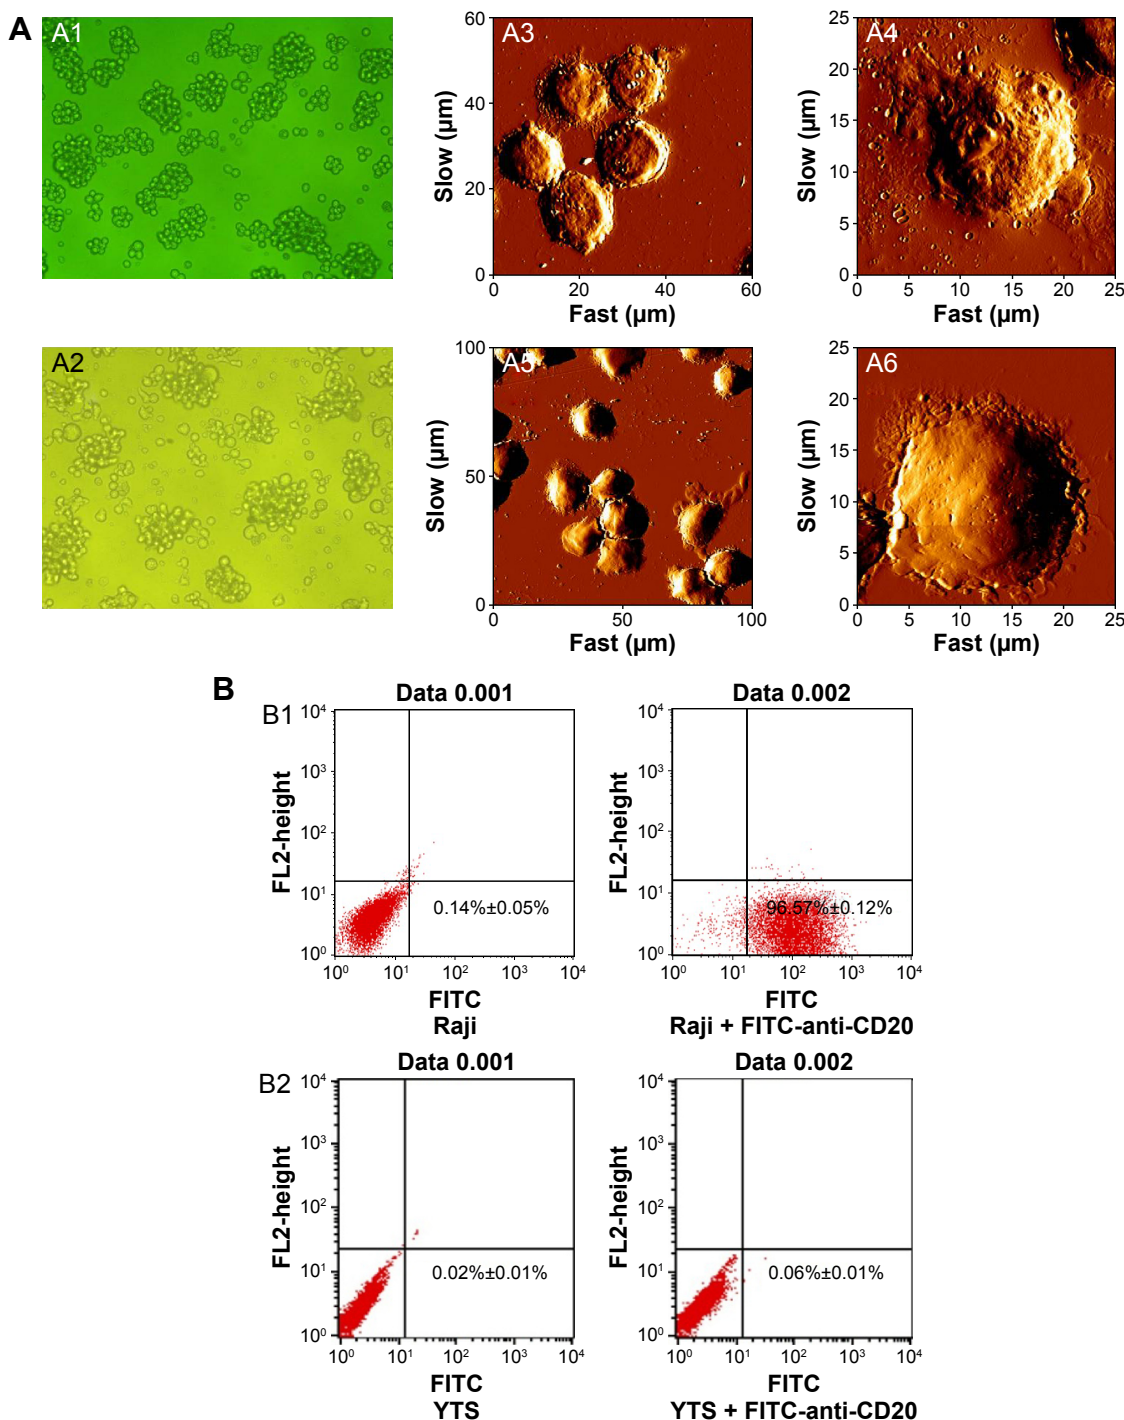 A
A1
A3
60
40
20
0
Slow (µm)
0 20 40 60
Fast (µm)
A4
25
20
15
10
5
0
Slow (µm)
0 5 10 15 20 25
Fast (µm)
A2
A5
100
50
0
Slow (µm)
0 50 100
Fast (µm)
A6
25
20
15
10
5
0
Slow (µm)
0 5 10 15 20 25
Fast (µm)
B
B1
Data 0.001
10⁴
10³
10²
10¹
10⁰
FL2-height
0.14%±0.05%
10⁰ 10¹ 10² 10³ 10⁴
FITC
Raji
Data 0.002
10⁴
10³
10²
10¹
10⁰
FL2-height
96.57%±0.12%
10⁰ 10¹ 10² 10³ 10⁴
FITC
Raji + FITC-anti-CD20
B2
Data 0.001
10⁴
10³
10²
10¹
10⁰
FL2-height
0.02%±0.01%
10⁰ 10¹ 10² 10³ 10⁴
FITC
YTS
Data 0.002
10⁴
10³
10²
10¹
10⁰
FL2-height
0.06%±0.01%
10⁰ 10¹ 10² 10³ 10⁴
FITC
YTS + FITC-anti-CD20